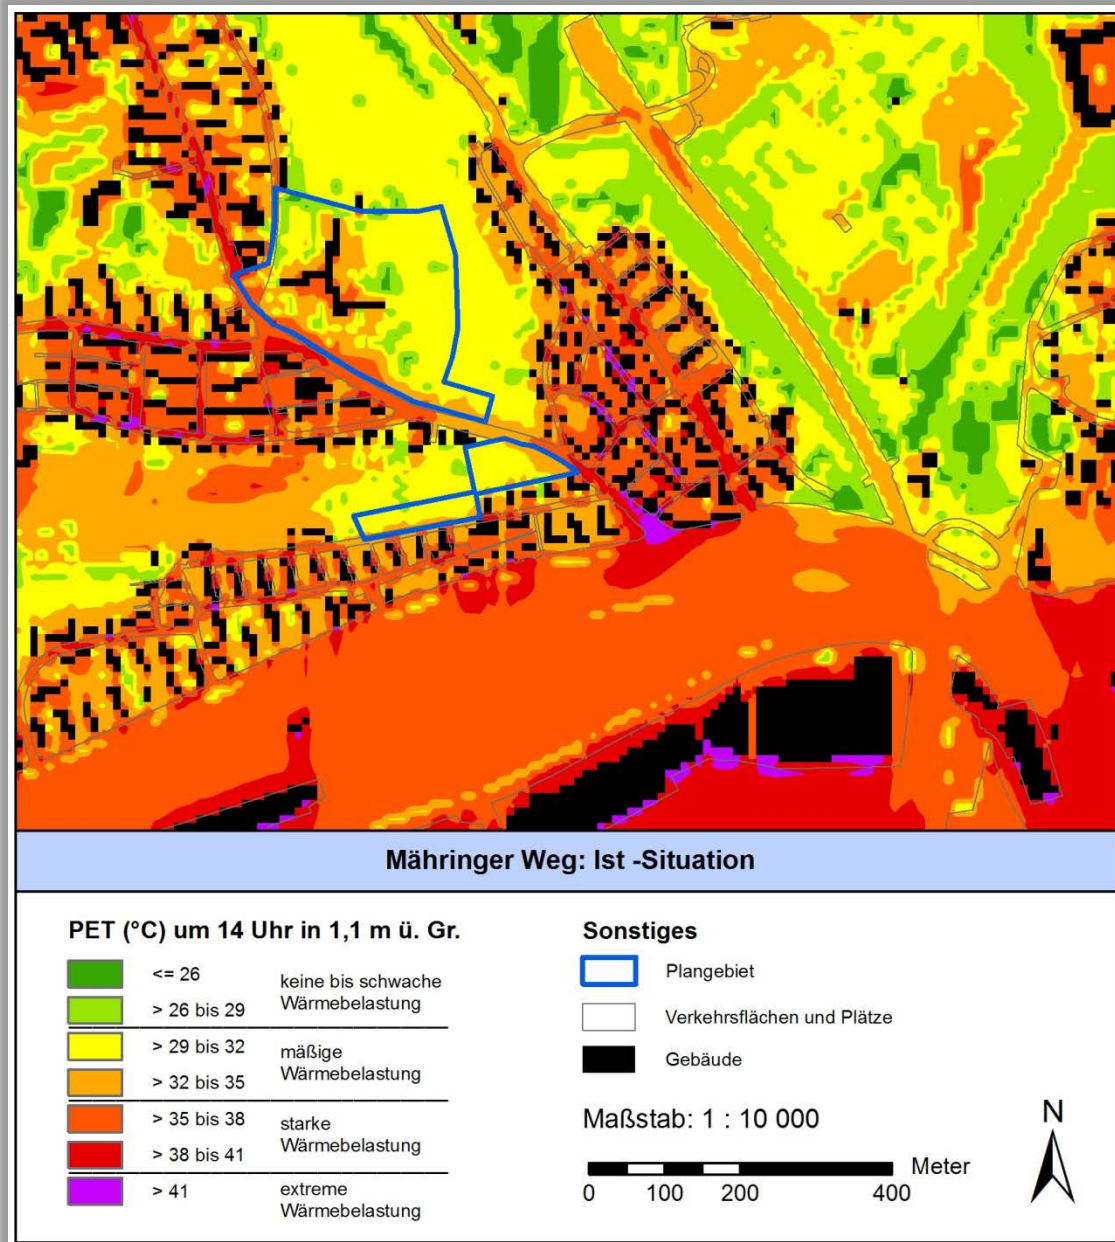 Mähringer Weg: Ist -Situation
PET (°C) um 14 Uhr in 1,1 m ü. Gr.
<= 26
> 26 bis 29
keine bis schwache
Wärmebelastung
> 29 bis 32
> 32 bis 35
mäßige
Wärmebelastung
> 35 bis 38
> 38 bis 41
starke
Wärmebelastung
> 41
extreme
Wärmebelastung
Sonstiges
Plangebiet
Verkehrsflächen und Plätze
Gebäude
Maßstab: 1 : 10 000
Meter
0 100 200 400
N